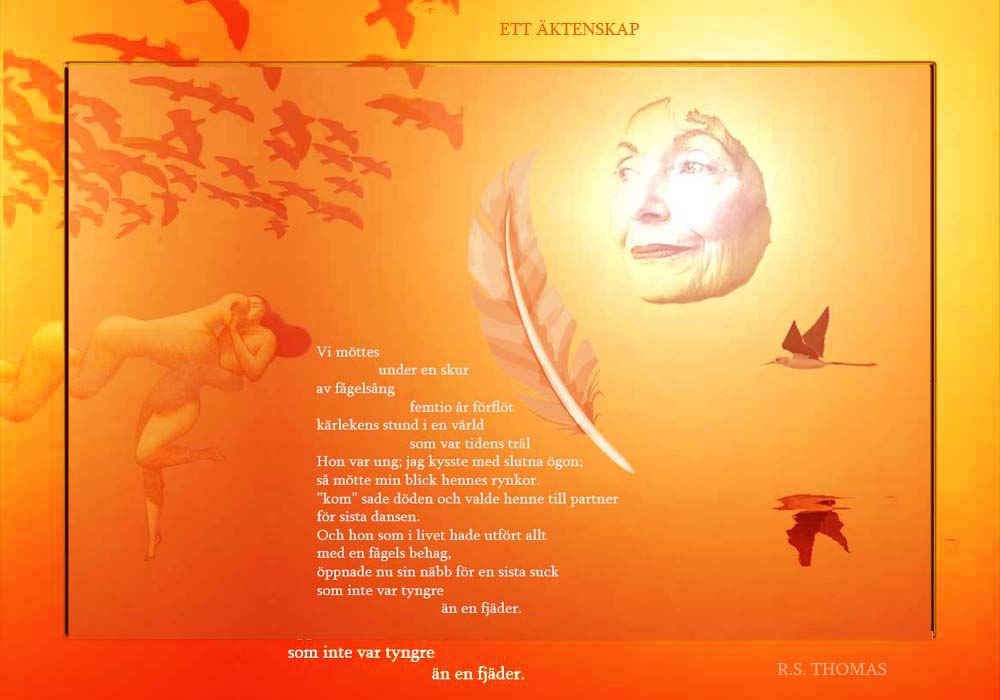 ETT ÄKTENSKAP
Vi möttes
under en skur
av fågelsång
femtio år förflöt
kärlekens stund i en värld
som var tidens träl
Hon var ung; jag kysste med slutna ögon;
så mötte min blick hennes rynkor.
”kom” sade döden och valde henne till partner
för sista dansen.
Och hon som i livet hade utfört allt
med en fågels behag,
öppnade nu sin näbb för en sista suck
som inte var tyngre
än en fjäder.
som inte var tyngre
än en fjäder.
R.S. THOMAS